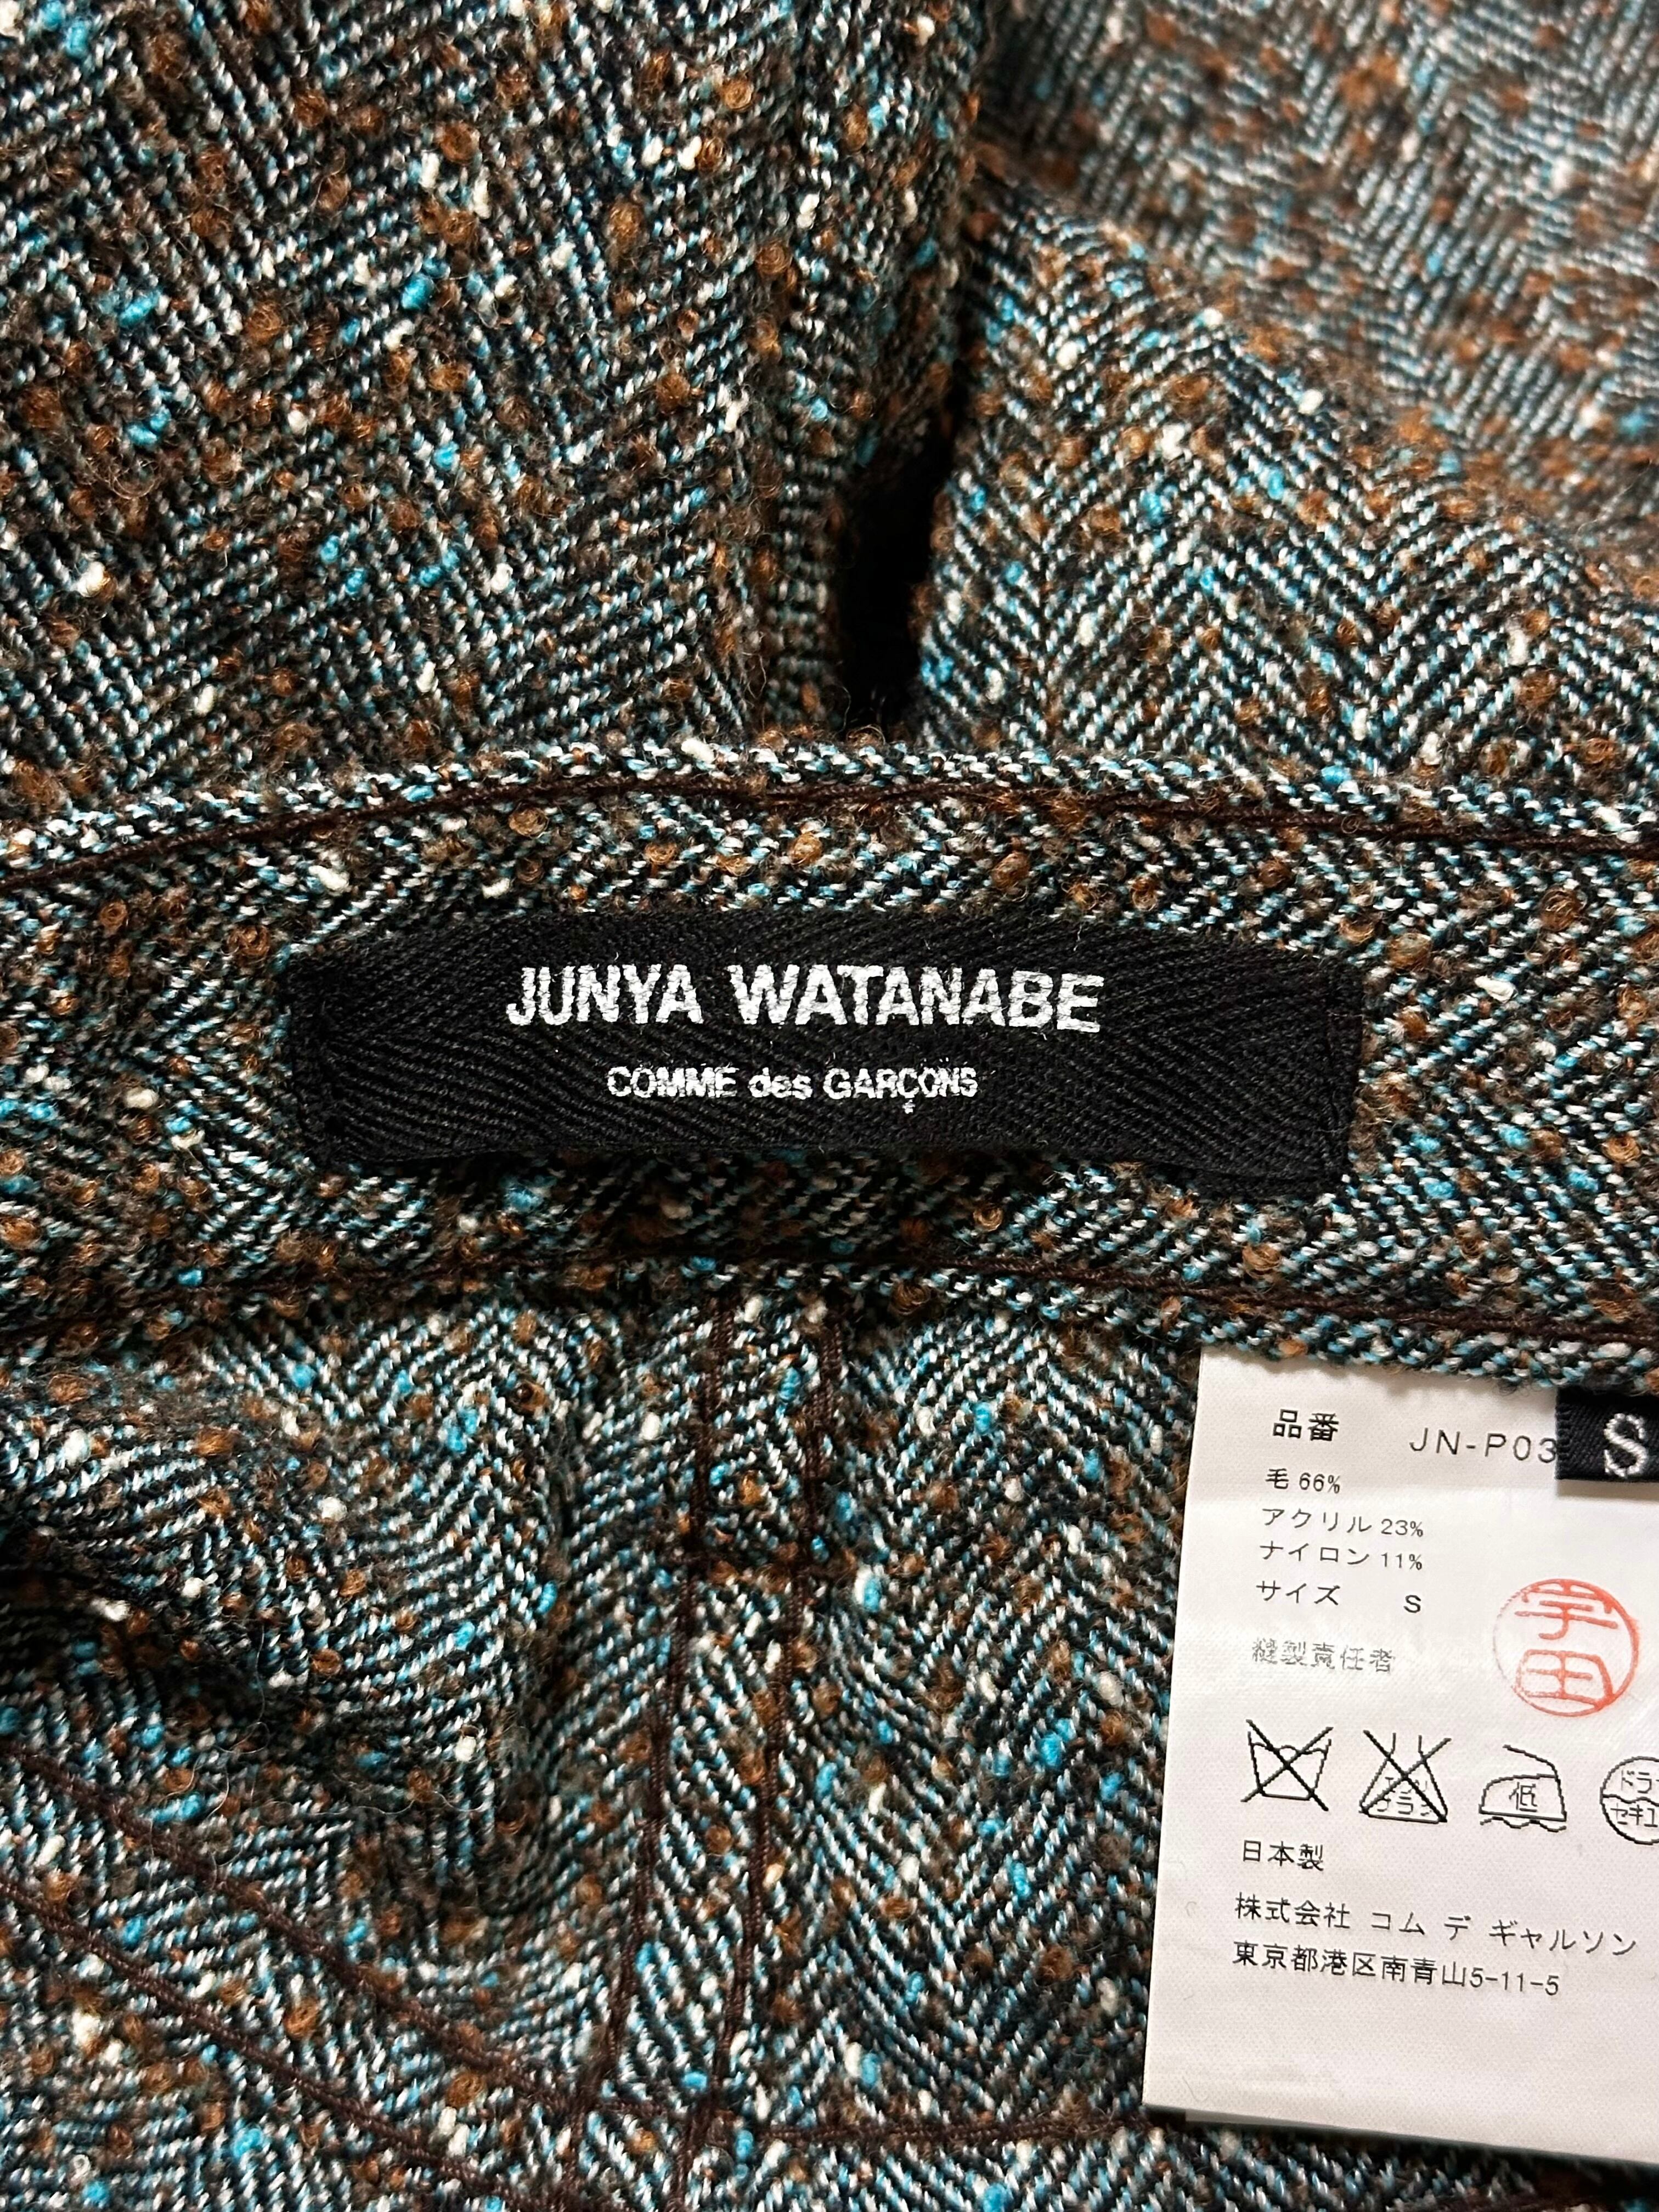 JUNYA WATANABE
COMME des GARÇONS
品番 JN-P03
S
毛 66%
アクリル 23%
ナイロン 11%
サイズ S
縫製責任者
低
日本製
株式会社 コム デ ギャルソン
東京都港区南青山5-11-5